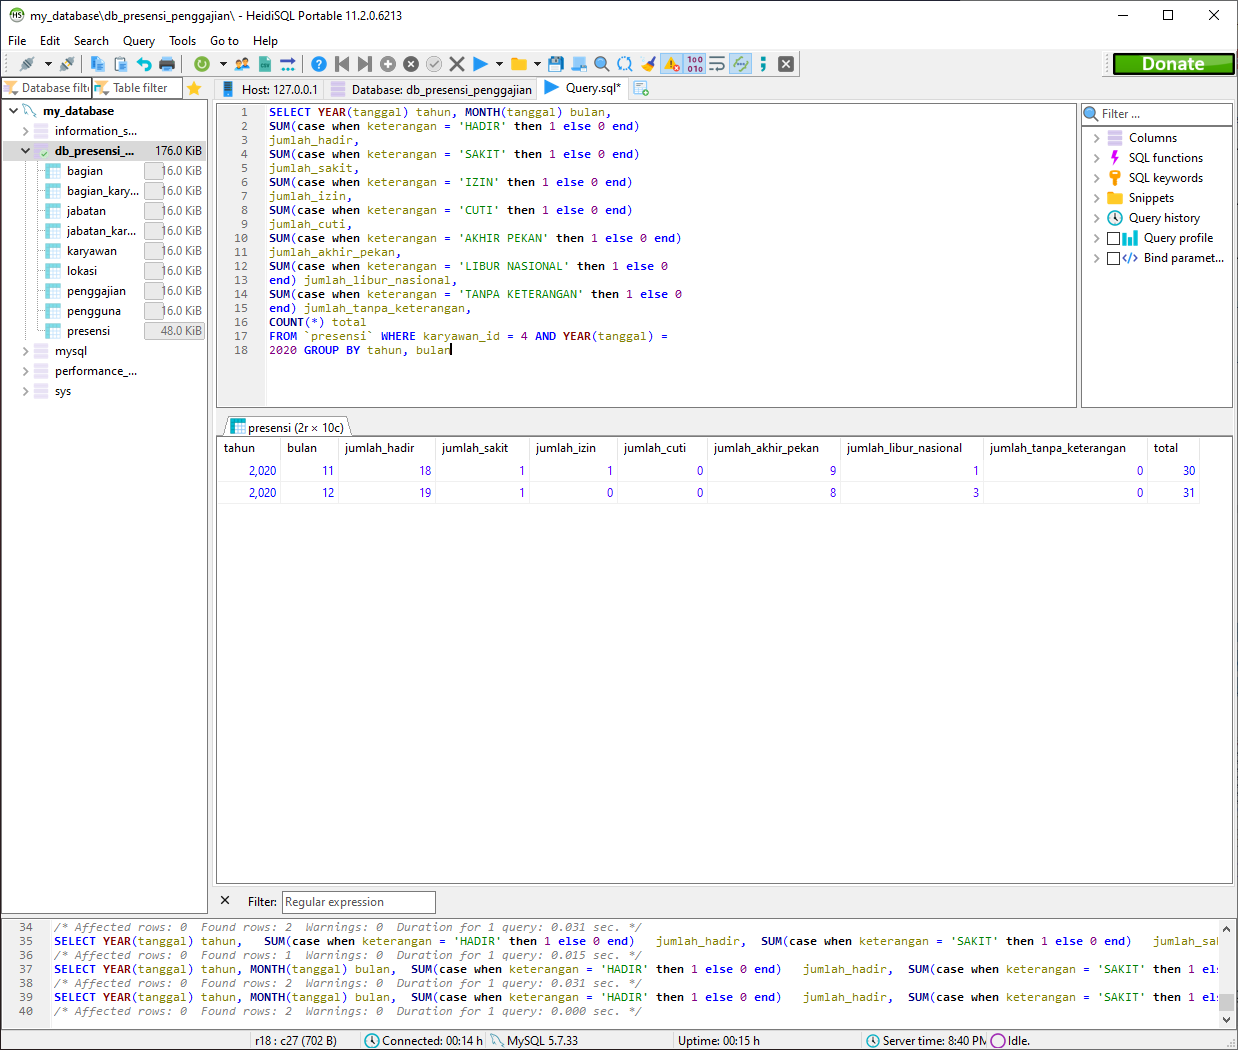 my_database\db_presensi_penggajian\ - HeidiSQL Portable 11.2.0.6213
File Edit Search Query Tools Go to Help
Donate
Database filt Table filter
Host: 127.0.0.1 Database: db_presensi_penggajian Query.sql*
my_database
information_s...
db_presensi_... 176.0 KiB
bagian 16.0 KiB
bagian_kary... 16.0 KiB
jabatan 16.0 KiB
jabatan_kar... 16.0 KiB
karyawan 16.0 KiB
lokasi 16.0 KiB
penggajian 16.0 KiB
pengguna 16.0 KiB
presensi 48.0 KiB
mysql
performance_...
sys
1 SELECT YEAR(tanggal) tahun, MONTH(tanggal) bulan,
2 SUM(case when keterangan = 'HADIR' then 1 else 0 end)
3 jumlah_hadir,
4 SUM(case when keterangan = 'SAKIT' then 1 else 0 end)
5 jumlah_sakit,
6 SUM(case when keterangan = 'IZIN' then 1 else 0 end)
7 jumlah_izin,
8 SUM(case when keterangan = 'CUTI' then 1 else 0 end)
9 jumlah_cuti,
10 SUM(case when keterangan = 'AKHIR PEKAN' then 1 else 0 end)
11 jumlah_akhir_pekan,
12 SUM(case when keterangan = 'LIBUR NASIONAL' then 1 else 0
13 end) jumlah_libur_nasional,
14 SUM(case when keterangan = 'TANPA KETERANGAN' then 1 else 0
15 end) jumlah_tanpa_keterangan,
16 COUNT(*) total
17 FROM `presensi` WHERE karyawan_id = 4 AND YEAR(tanggal) =
18 2020 GROUP BY tahun, bulan
Filter ...
Columns
SQL functions
SQL keywords
Snippets
Query history
Query profile
Bind paramet...
presensi (2r × 10c)
tahun bulan jumlah_hadir jumlah_sakit jumlah_izin jumlah_cuti jumlah_akhir_pekan jumlah_libur_nasional jumlah_tanpa_keterangan total
2,020 11 18 1 1 0 9 1 0 30
2,020 12 19 1 0 0 8 3 0 31
Filter: Regular expression
34 /* Affected rows: 0 Found rows: 2 Warnings: 0 Duration for 1 query: 0.031 sec. */
35 SELECT YEAR(tanggal) tahun, SUM(case when keterangan = 'HADIR' then 1 else 0 end) jumlah_hadir, SUM(case when keterangan = 'SAKIT' then 1 else 0 end) jumlah_sal
36 /* Affected rows: 0 Found rows: 1 Warnings: 0 Duration for 1 query: 0.015 sec. */
37 SELECT YEAR(tanggal) tahun, MONTH(tanggal) bulan, SUM(case when keterangan = 'HADIR' then 1 else 0 end) jumlah_hadir, SUM(case when keterangan = 'SAKIT' then 1 els
38 /* Affected rows: 0 Found rows: 2 Warnings: 0 Duration for 1 query: 0.031 sec. */
39 SELECT YEAR(tanggal) tahun, MONTH(tanggal) bulan, SUM(case when keterangan = 'HADIR' then 1 else 0 end) jumlah_hadir, SUM(case when keterangan = 'SAKIT' then 1 els
40 /* Affected rows: 0 Found rows: 2 Warnings: 0 Duration for 1 query: 0.000 sec. */
r18 : c27 (702 B) Connected: 00:14 h MySQL 5.7.33 Uptime: 00:15 h Server time: 8:40 PM Idle.